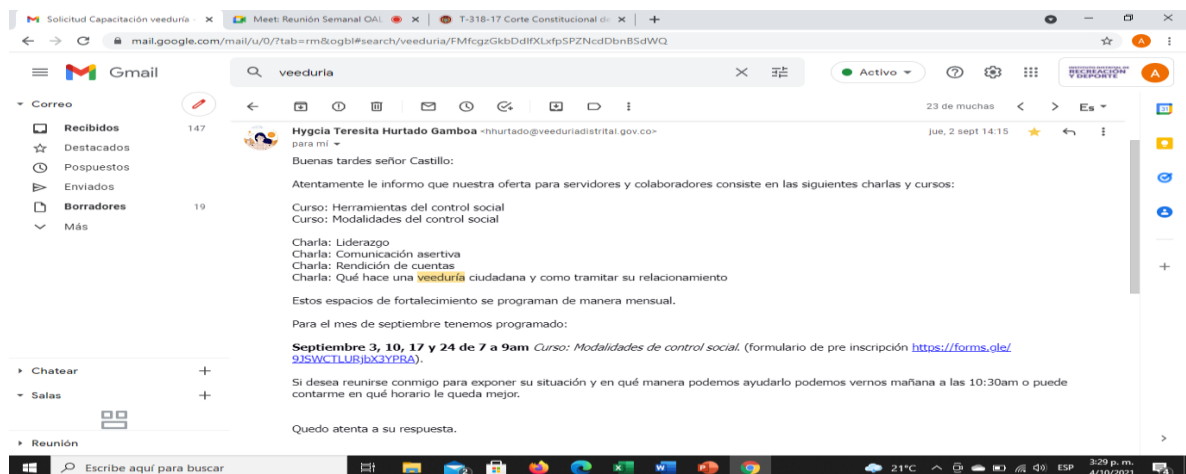 Solicitud Capacitación veeduría -
Meet: Reunión Semanal OAL
T-318-17 Corte Constitucional de
mail.google.com/mail/u/0/?tab=rm&ogbl#search/veeduria/FMfcgzGkbDdlfXLxfpSPZNcdDbnBSdWQ
A
Gmail
veeduria
Activo
RECREACIÓN
Y DEPORTE
A
Correo
23 de muchas
Es
31
Recibidos 147
Destacados
Pospuestos
Enviados
Borradores 19
Más
Hygcia Teresita Hurtado Gamboa <hhurtado@veeduriadistrital.gov.co>
jue, 2 sept 14:15
para mí
Buenas tardes señor Castillo:
Atentamente le informo que nuestra oferta para servidores y colaboradores consiste en las siguientes charlas y cursos:
Curso: Herramientas del control social
Curso: Modalidades del control social
Charla: Liderazgo
Charla: Comunicación asertiva
Charla: Rendición de cuentas
Charla: Qué hace una veeduría ciudadana y como tramitar su relacionamiento
Estos espacios de fortalecimiento se programan de manera mensual.
Para el mes de septiembre tenemos programado:
Septiembre 3, 10, 17 y 24 de 7 a 9am Curso: Modalidades de control social. (formulario de pre inscripción https://forms.gle/
9JSWCTLURjbX3YPRA).
Si desea reunirse conmigo para exponer su situación y en qué manera podemos ayudarlo podemos vernos mañana a las 10:30am o puede
contarme en qué horario le queda mejor.
Quedo atenta a su respuesta.
Chatear
Salas
Reunión
Escribe aquí para buscar
21°C
ESP
3:29 p. m.
4/10/2021